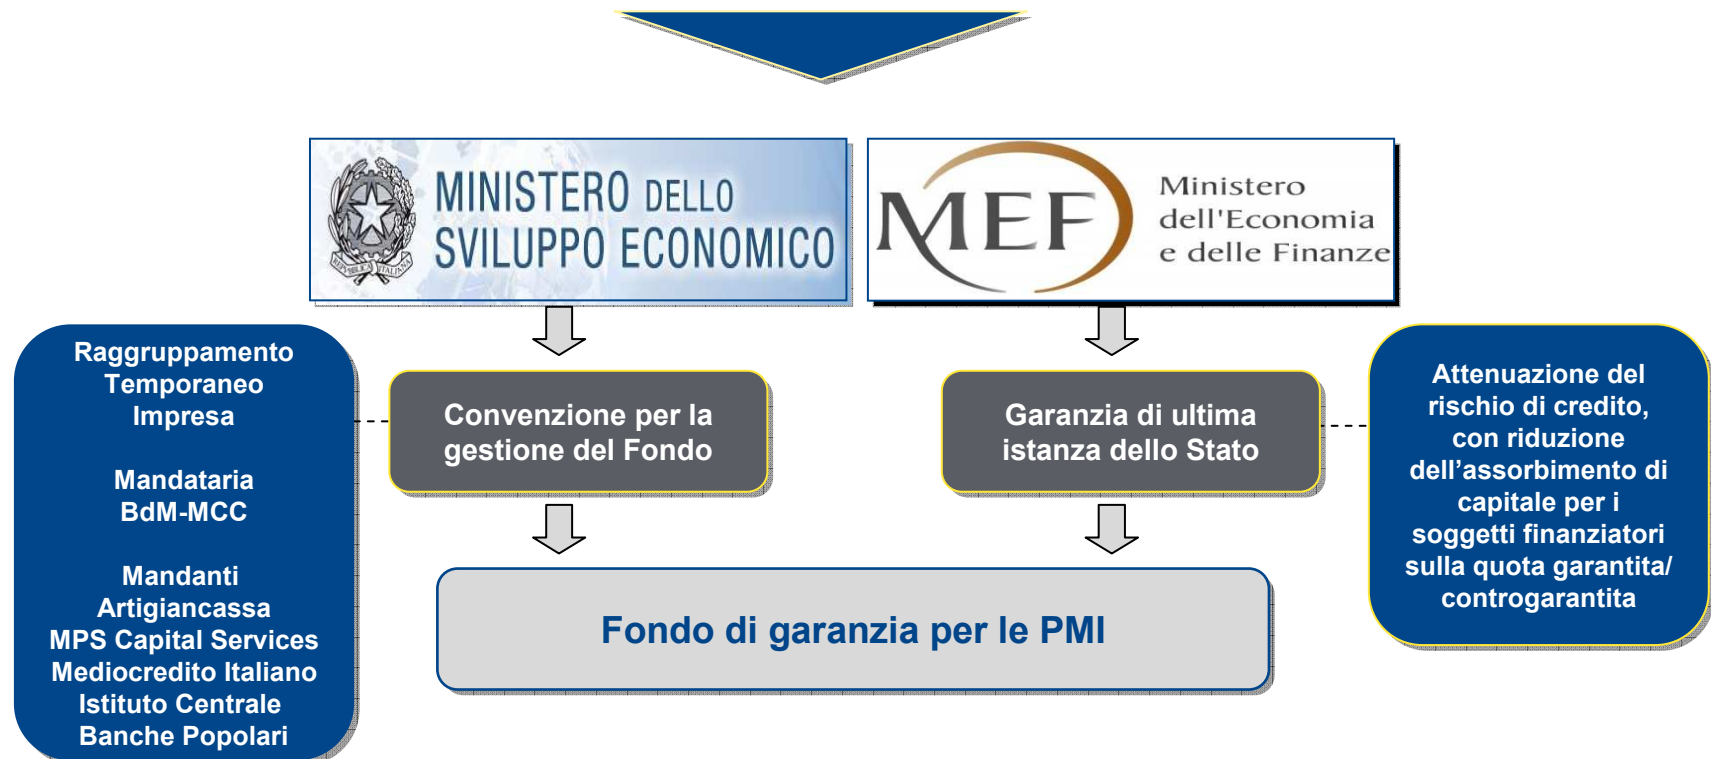 MINISTERO DELLO
SVILUPPO ECONOMICO
REPVBBLICA ITALIANA
MEF
Ministero
dell'Economia
e delle Finanze
Raggruppamento
Temporaneo
Impresa
Mandataria
BdM-MCC
Mandanti
Artigiancassa
MPS Capital Services
Mediocredito Italiano
Istituto Centrale
Banche Popolari
Convenzione per la
gestione del Fondo
Garanzia di ultima
istanza dello Stato
Attenuazione del
rischio di credito,
con riduzione
dell’assorbimento di
capitale per i
soggetti finanziatori
sulla quota garantita/
controgarantita
Fondo di garanzia per le PMI